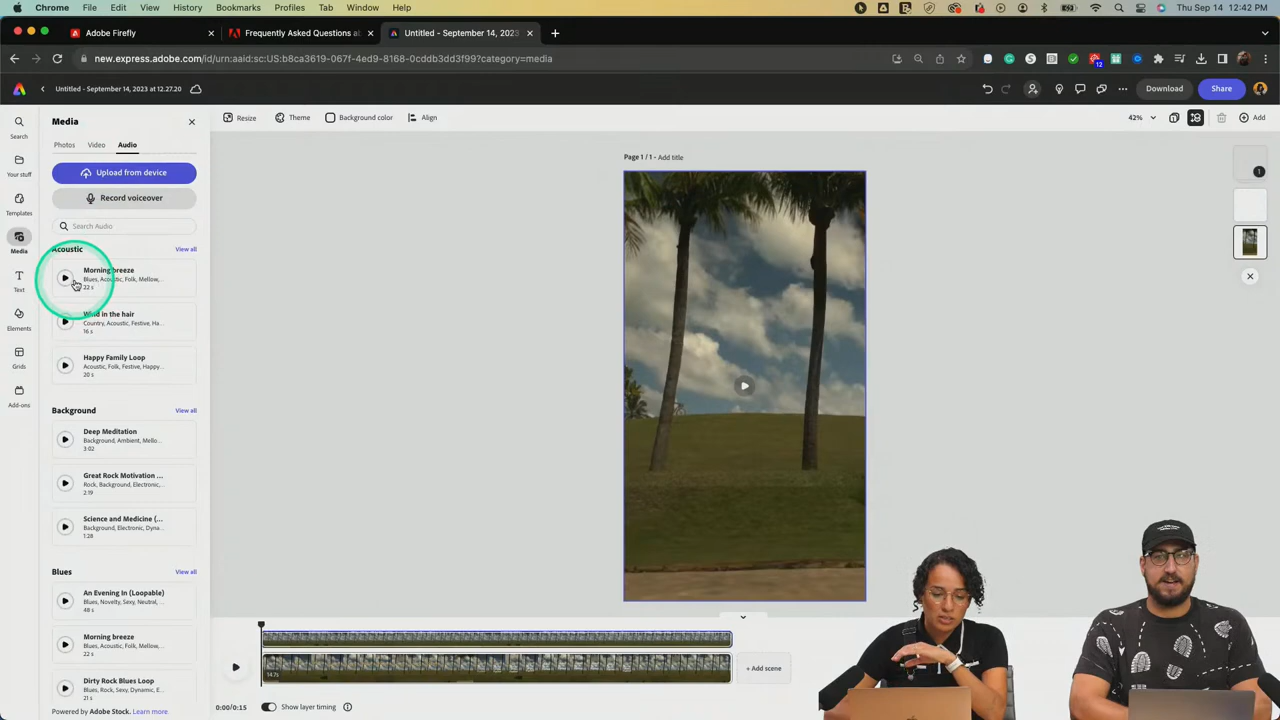 Chrome File Edit View History Bookmarks Profiles Tab Window Help
Thu Sep 14 12:42 PM
Adobe Firefly
Frequently Asked Questions a
Untitled - September 14, 2023
new.express.adobe.com/id/urn:aaid:sc:US:b8ca3619-067f-4ed9-8168-0cddb3dd3f99?category=media
12
Untitled - September 14, 2023 at 12.27.20
Download
Share
Search
Your stuff
Templates
Media
Text
Elements
Grids
Add-ons
Media
Photos Video Audio
Upload from device
Record voiceover
Search Audio
Acoustic View all
Morning breeze
Blues, Acoustic, Folk, Mellow,...
22 s
Wind in the hair
Country, Acoustic, Festive, Ha...
16 s
Happy Family Loop
Acoustic, Folk, Festive, Happy...
20 s
Background View all
Deep Meditation
Background, Ambient, Mello...
3:02
Great Rock Motivation ...
Rock, Background, Electronic,...
2:19
Science and Medicine (...
Background, Electronic, Dyna...
1:28
Blues View all
An Evening In (Loopable)
Blues, Novelty, Sexy, Neutral, ...
48 s
Morning breeze
Blues, Acoustic, Folk, Mellow,...
22 s
Dirty Rock Blues Loop
Blues, Rock, Sexy, Dynamic, E...
21 s
Powered by Adobe Stock. Learn more.
Resize Theme Background color Align
42%
Add
Page 1 / 1 - Add title
1
14.7s
+ Add scene
0:00/0:15
Show layer timing